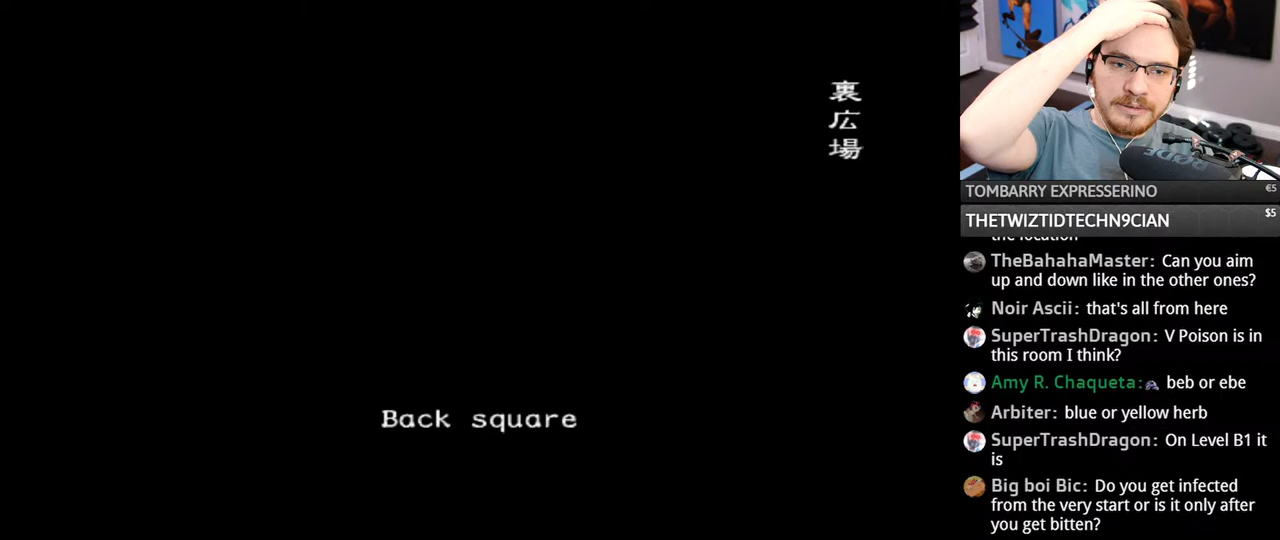 裏広場
Back square
RØDE
TOMBARRY EXPRESSERINO €5
THETWIZTIDTECHN9CIAN $5
the location
TheBahahaMaster: Can you aim
up and down like in the other ones?
Noir Ascii: that's all from here
SuperTrashDragon: V Poison is in
this room I think?
Amy R. Chaqueta: beb or ebe
Arbiter: blue or yellow herb
SuperTrashDragon: On Level B1 it
is
Big boi Bic: Do you get infected
from the very start or is it only after
you get bitten?